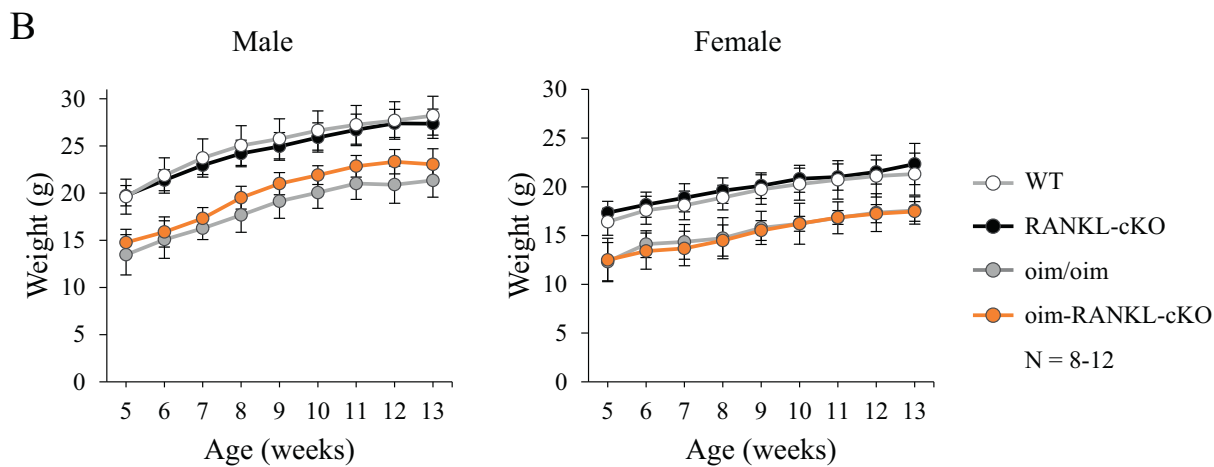 B
Male
Female
Weight (g)
30
25
20
15
10
5
0
5 6 7 8 9 10 11 12 13
Age (weeks)
Weight (g)
30
25
20
15
10
5
0
5 6 7 8 9 10 11 12 13
Age (weeks)
WT
RANKL-cKO
oim/oim
oim-RANKL-cKO
N = 8-12